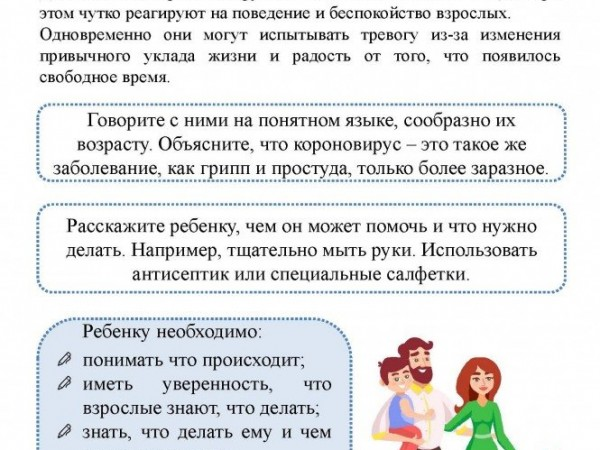 этом чутко реагируют на поведение и беспокойство взрослых.
Одновременно они могут испытывать тревогу из-за изменения
привычного уклада жизни и радость от того, что появилось
свободное время.
Говорите с ними на понятном языке, сообразно их
возрасту. Объясните, что короновирус – это такое же
заболевание, как грипп и простуда, только более заразное.
Расскажите ребенку, чем он может помочь и что нужно
делать. Например, тщательно мыть руки. Использовать
антисептик или специальные салфетки.
Ребенку необходимо:
понимать что происходит;
иметь уверенность, что
взрослые знают, что делать;
знать, что делать ему и чем